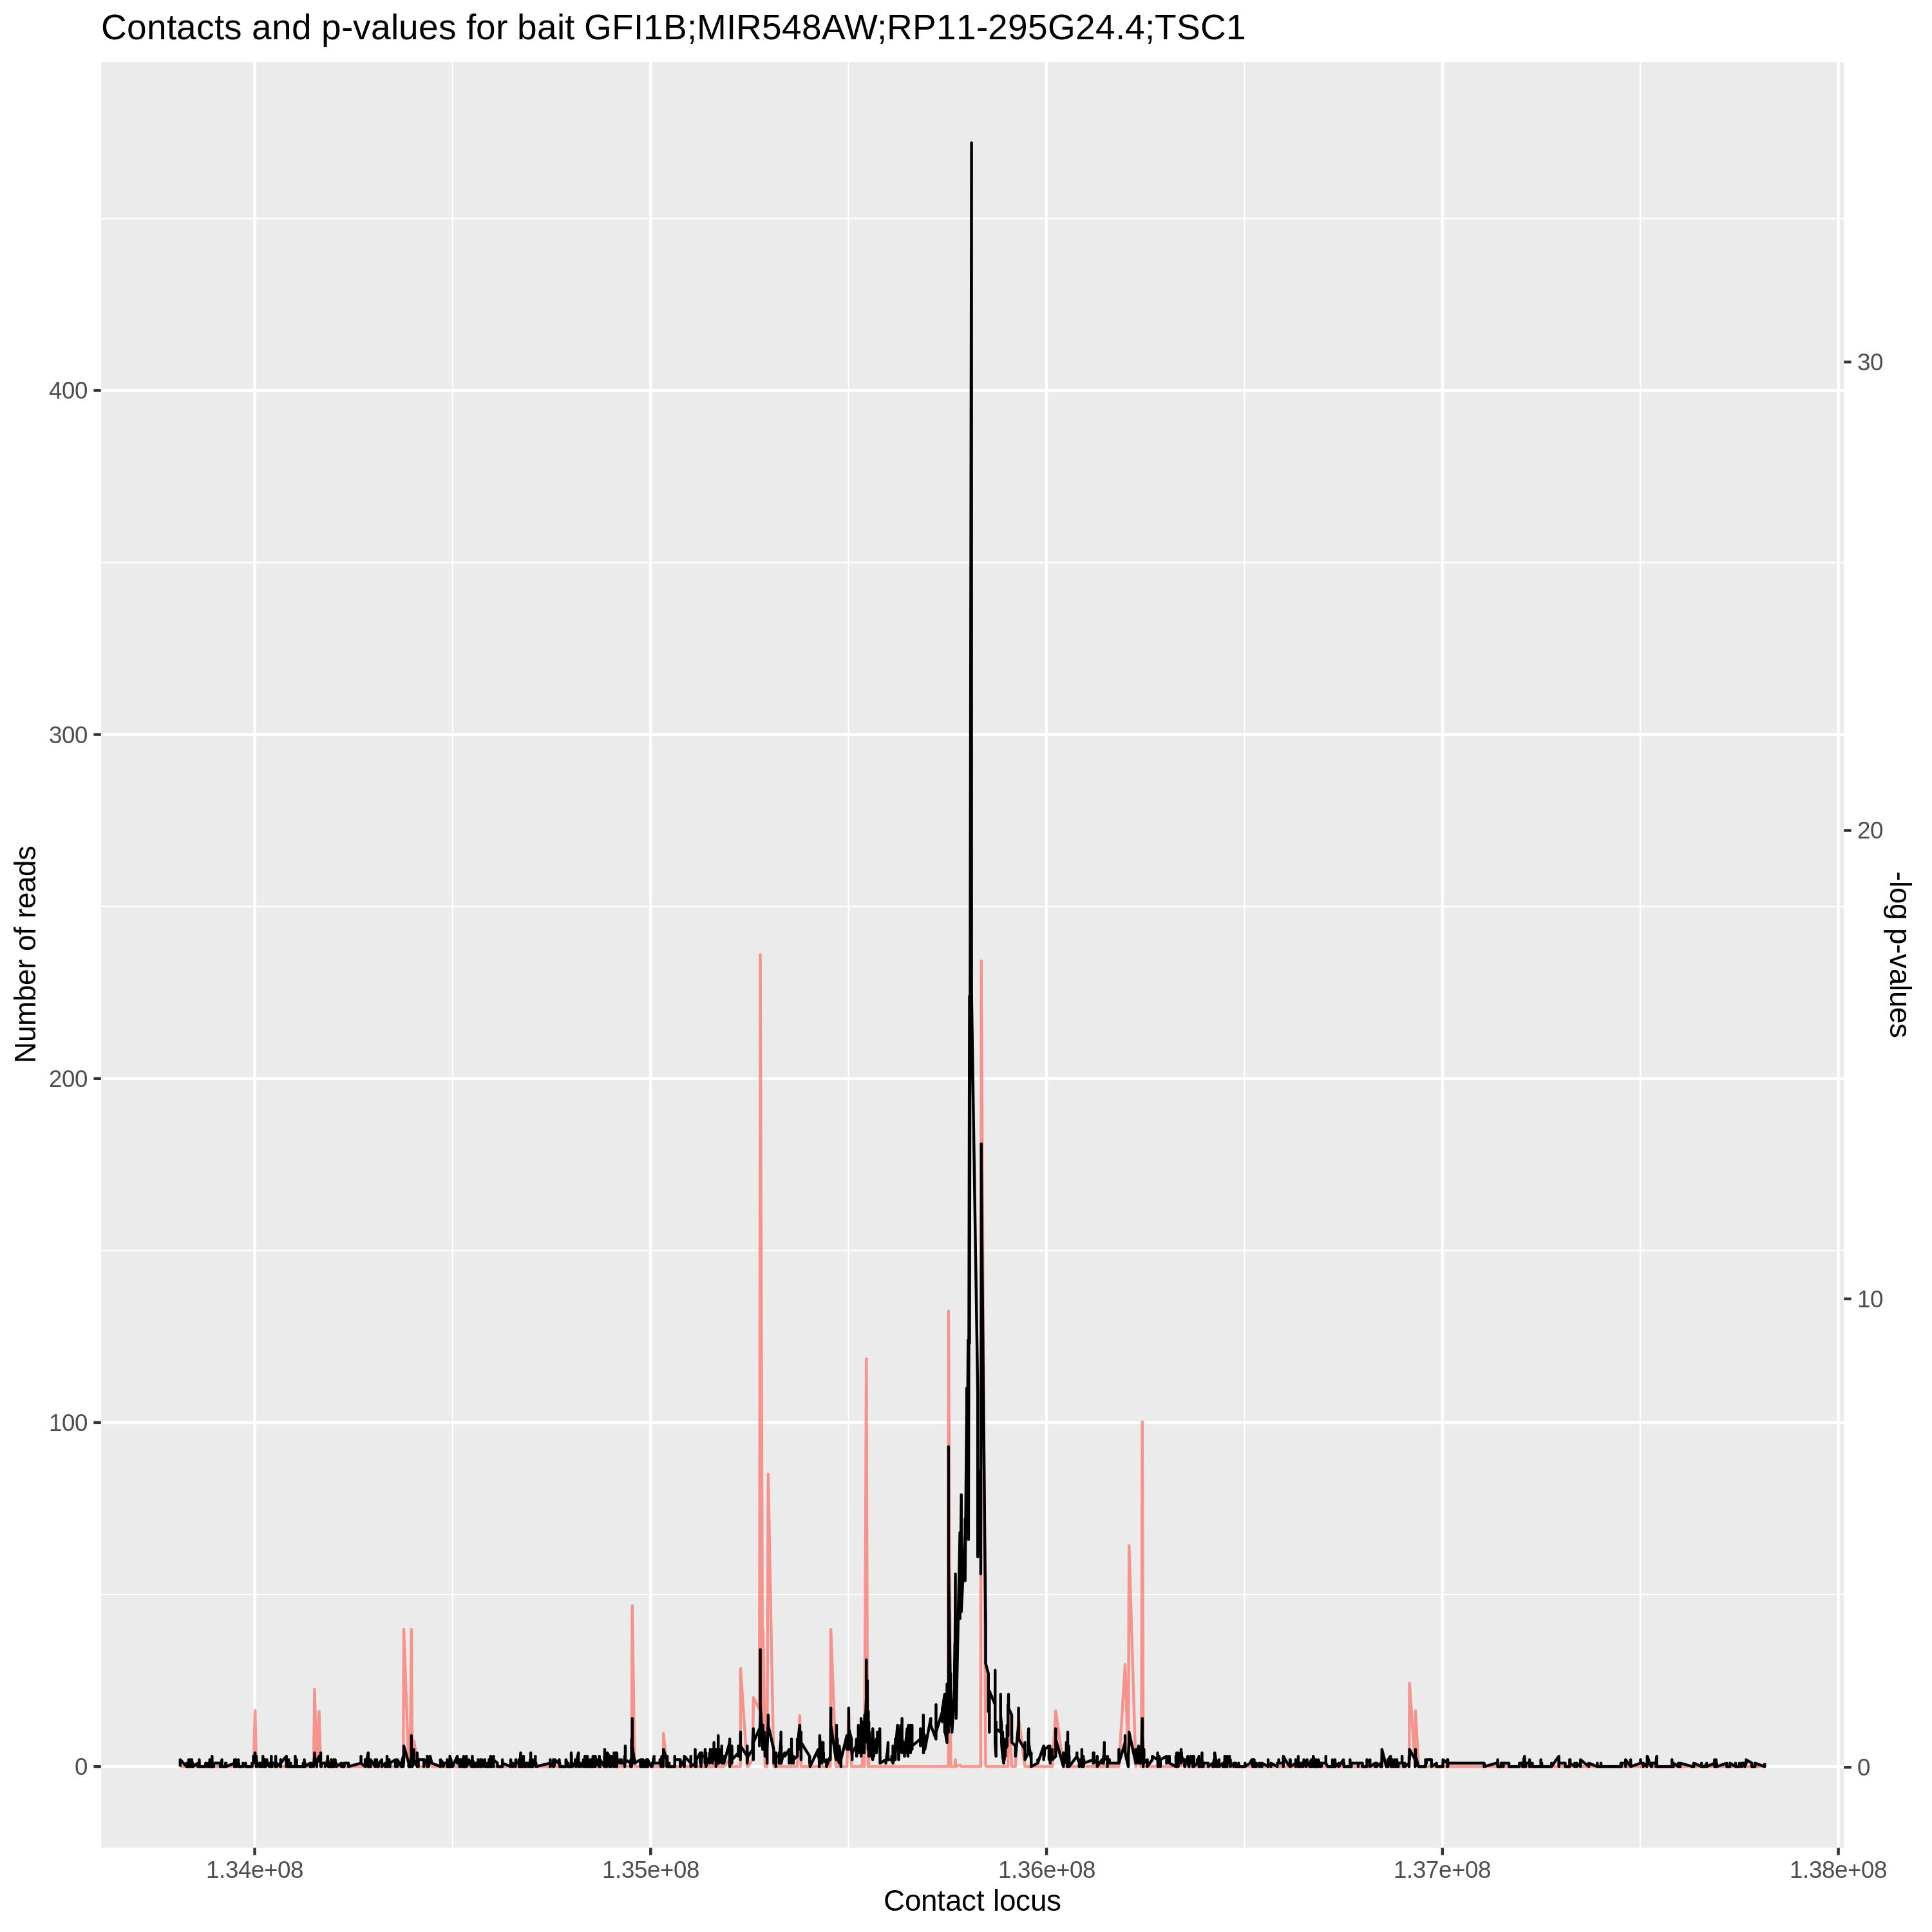 Contacts and p-values for bait GFI1B;MIR548AW;RP11-295G24.4;TSC1
400
300
200
100
0
Number of reads
30
20
10
0
-log p-values
1.34e+08
1.35e+08
1.36e+08
1.37e+08
1.38e+08
Contact locus